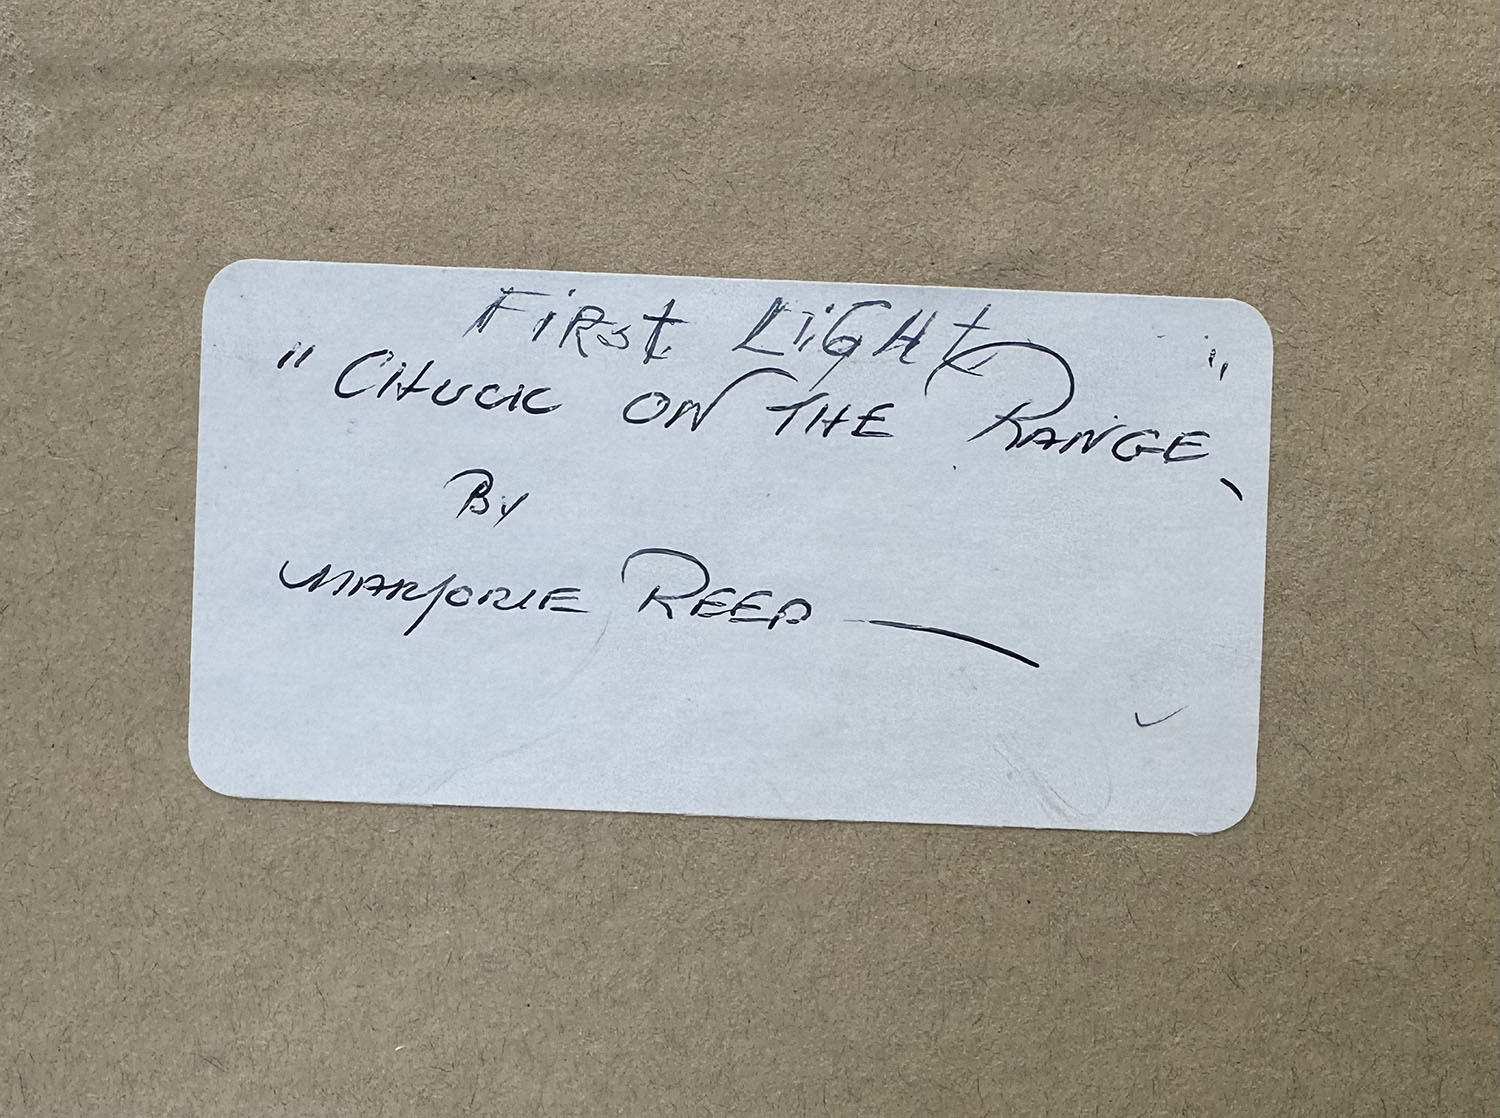 First Light
"Chuck on the Range"
By
Marjorie Reed